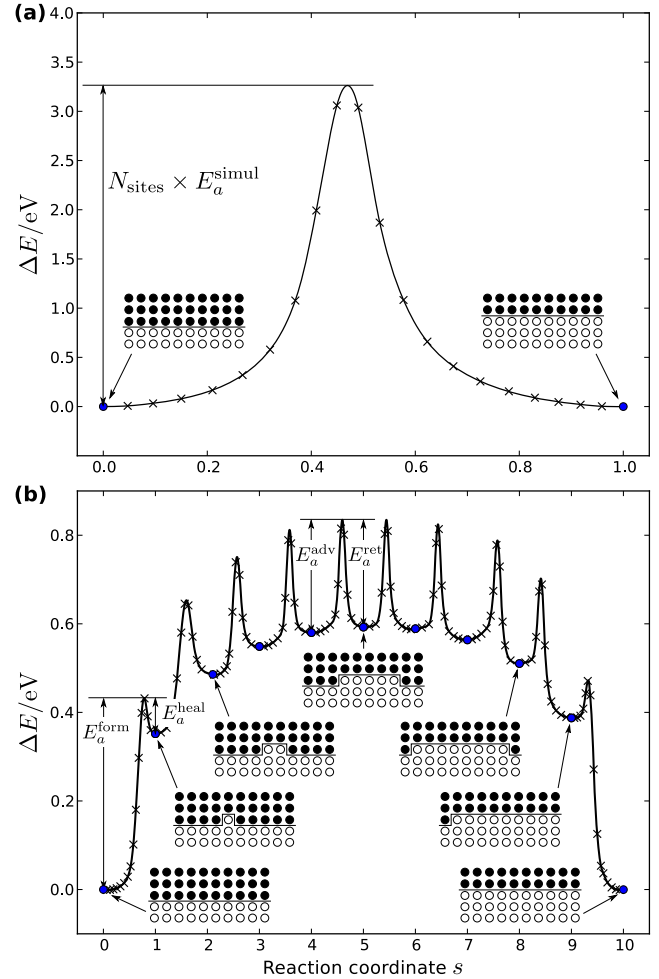 (a)
ΔE/eV
4.0
3.5
3.0
2.5
2.0
1.5
1.0
0.5
0.0
N_sites × E_a^simul
0.0 0.2 0.4 0.6 0.8 1.0
(b)
ΔE/eV
0.8
0.6
0.4
0.2
0.0
E_a^adv E_a^ret
E_a^form E_a^heal
0 1 2 3 4 5 6 7 8 9 10
Reaction coordinate s